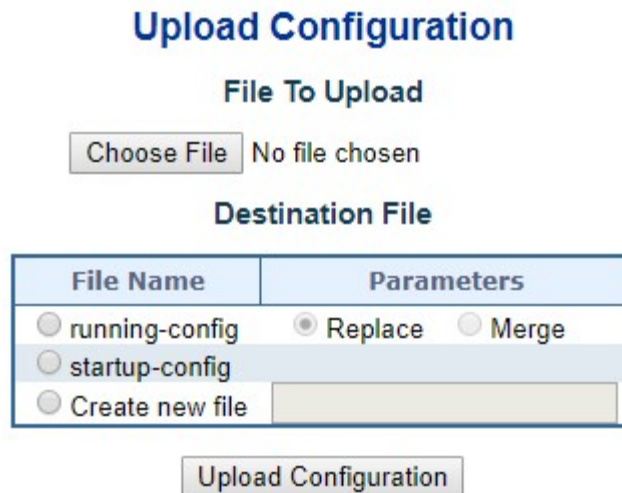 Upload Configuration
File To Upload
Choose File No file chosen
Destination File
File Name Parameters
running-config Replace Merge
startup-config
Create new file
Upload Configuration